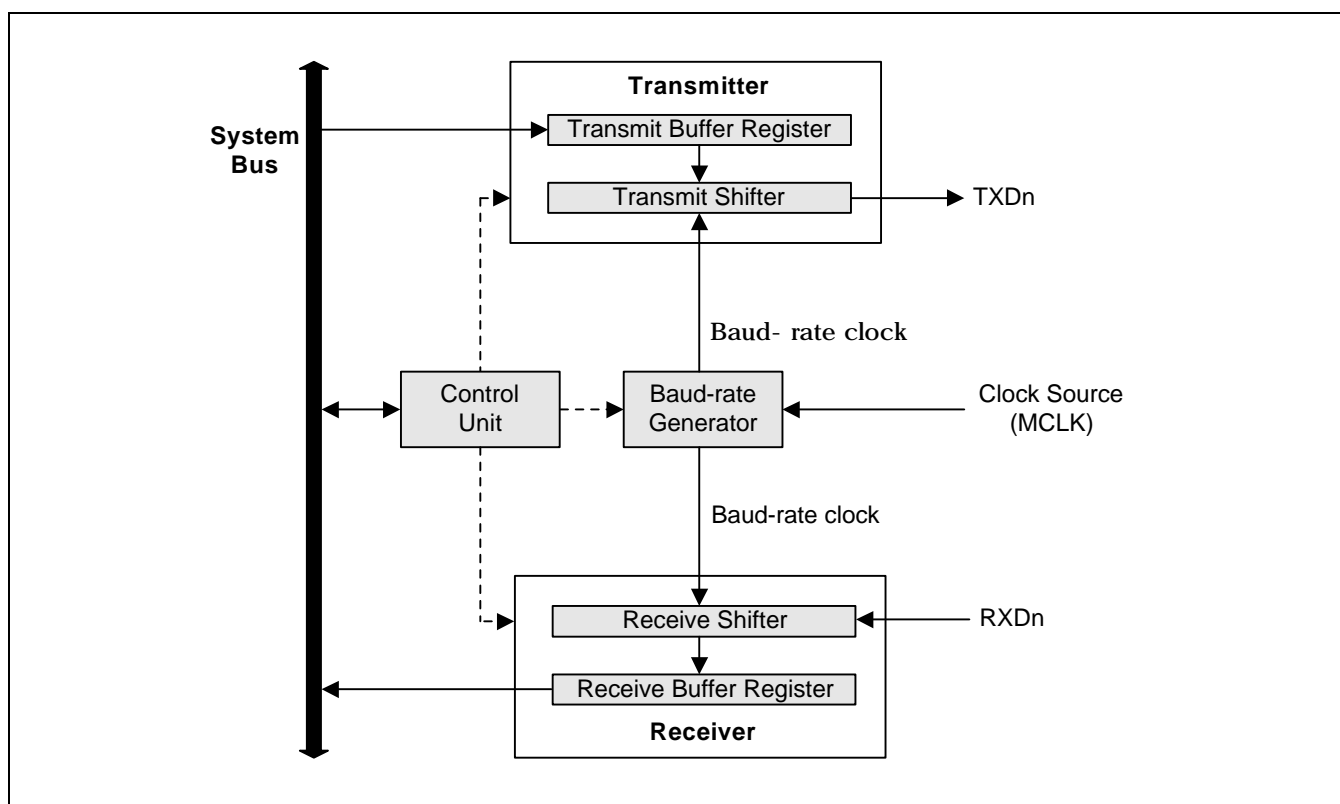 Transmitter
Transmit Buffer Register
System
Bus
Transmit Shifter
TXDn
Baud- rate clock
Control
Unit
Baud-rate
Generator
Clock Source
(MCLK)
Baud-rate clock
Receive Shifter
RXDn
Receive Buffer Register
Receiver